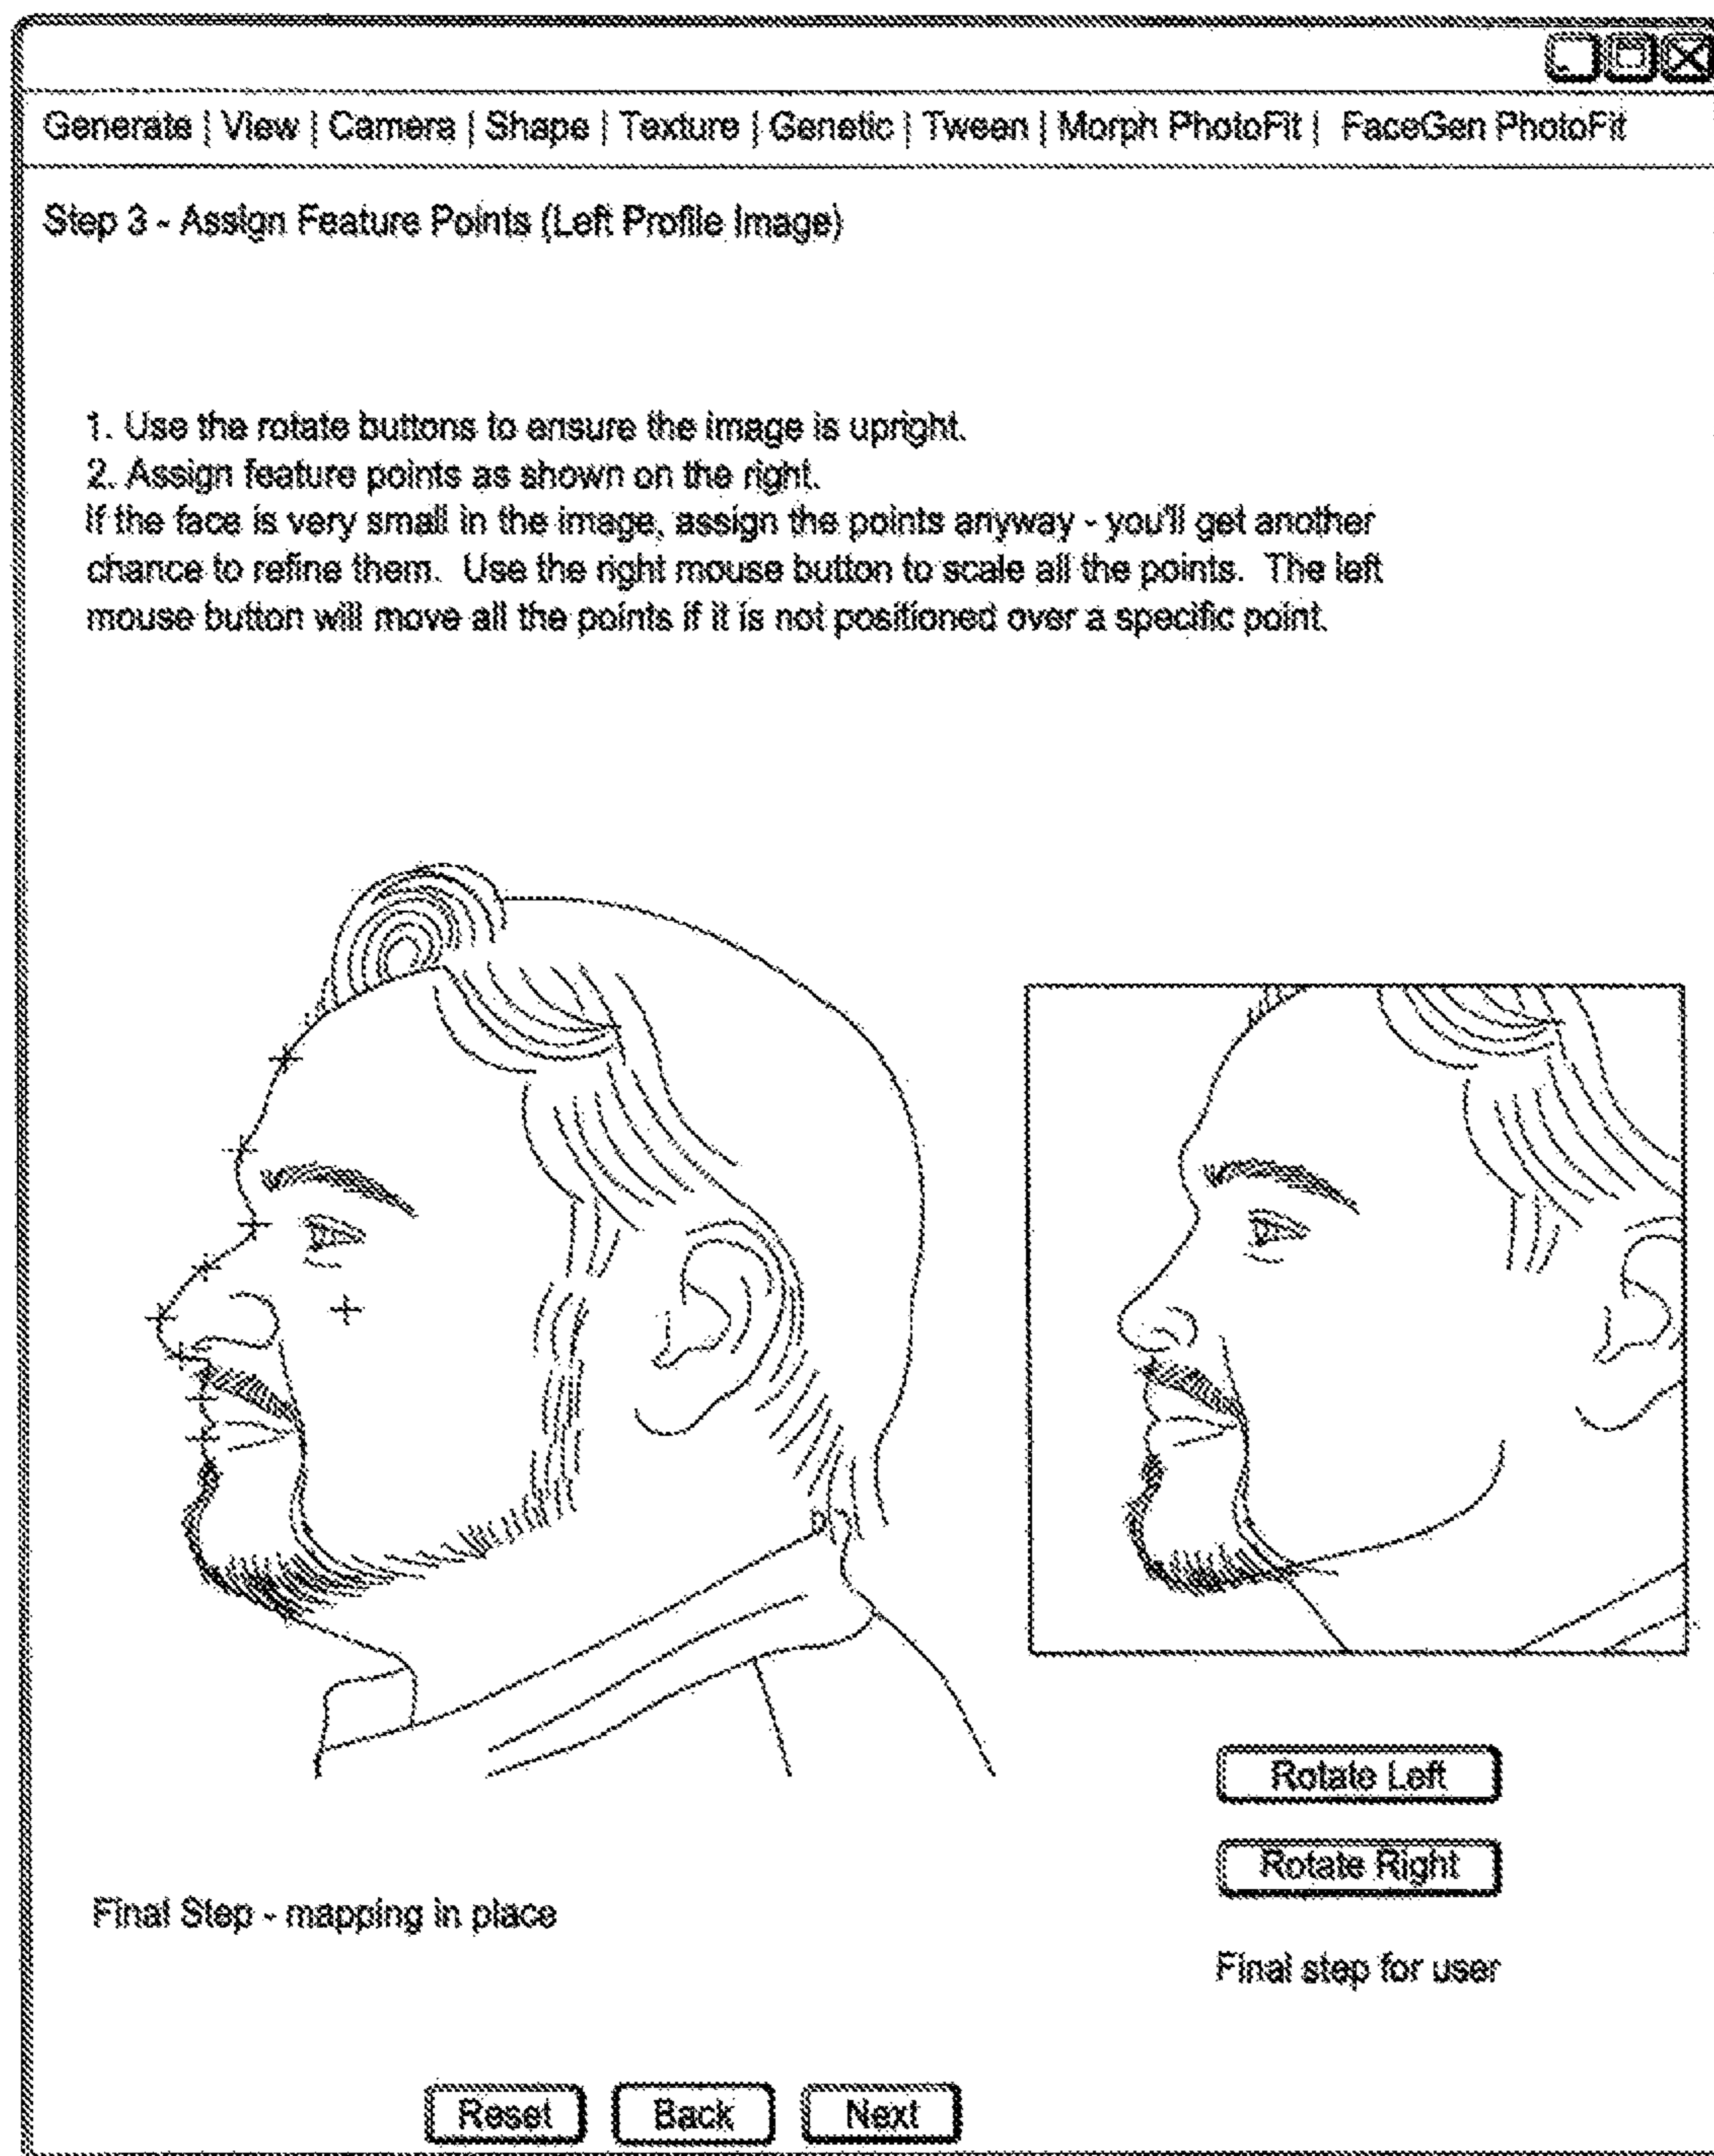 Generate | View | Camera | Shape | Texture | Genetic | Tween | Morph PhotoFit | FaceGen PhotoFit
Step 3 - Assign Feature Points (Left Profile Image)
1. Use the rotate buttons to ensure the image is upright.
2. Assign feature points as shown on the right.
If the face is very small in the image, assign the points anyway - you'll get another
chance to refine them. Use the right mouse button to scale all the points. The left
mouse button will move all the points if it is not positioned over a specific point.
Rotate Left
Rotate Right
Final Step - mapping in place
Final step for user
Reset Back Next